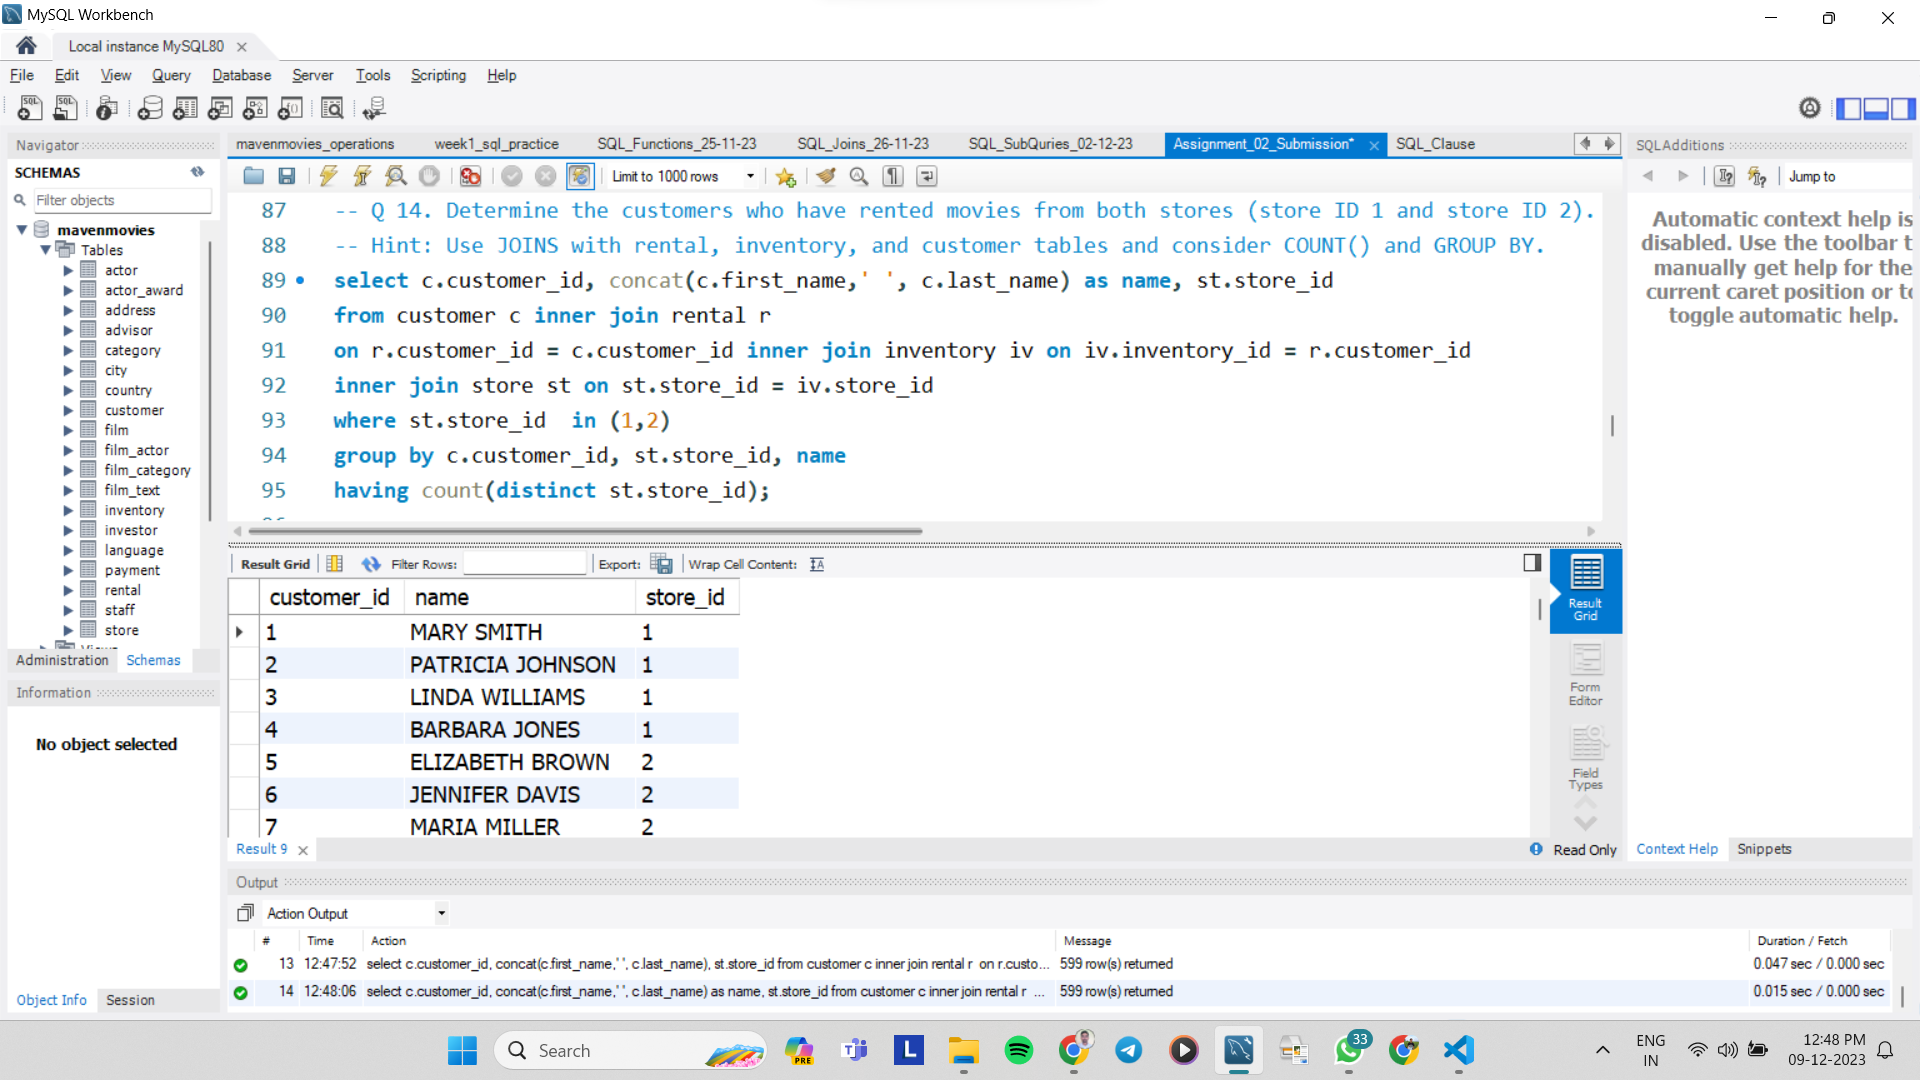 MySQL Workbench
Local instance MySQL80
File Edit View Query Database Server Tools Scripting Help
Navigator
SCHEMAS
Filter objects
mavenmovies
Tables
actor
actor_award
address
advisor
category
city
country
customer
film
film_actor
film_category
film_text
inventory
investor
language
payment
rental
staff
store
Administration Schemas
Information
No object selected
Object Info Session
mavenmovies_operations week1_sql_practice SQL_Functions_25-11-23 SQL_Joins_26-11-23 SQL_SubQuries_02-12-23 Assignment_02_Submission* SQL_Clause
Limit to 1000 rows
87 -- Q 14. Determine the customers who have rented movies from both stores (store ID 1 and store ID 2).
88 -- Hint: Use JOINS with rental, inventory, and customer tables and consider COUNT() and GROUP BY.
89 select c.customer_id, concat(c.first_name,' ', c.last_name) as name, st.store_id
90 from customer c inner join rental r
91 on r.customer_id = c.customer_id inner join inventory iv on iv.inventory_id = r.customer_id
92 inner join store st on st.store_id = iv.store_id
93 where st.store_id  in (1,2)
94 group by c.customer_id, st.store_id, name
95 having count(distinct st.store_id);
Result Grid Filter Rows: Export: Wrap Cell Content:
customer_id name store_id
1 MARY SMITH 1
2 PATRICIA JOHNSON 1
3 LINDA WILLIAMS 1
4 BARBARA JONES 1
5 ELIZABETH BROWN 2
6 JENNIFER DAVIS 2
7 MARIA MILLER 2
Result Grid
Form Editor
Field Types
Result 9
Read Only
SQLAdditions
Jump to
Automatic context help is
disabled. Use the toolbar t
manually get help for the
current caret position or to
toggle automatic help.
Context Help Snippets
Output
Action Output
# Time Action Message Duration / Fetch
13 12:47:52 select c.customer_id, concat(c.first_name,' ', c.last_name), st.store_id from customer c inner join rental r  on r.custo... 599 row(s) returned 0.047 sec / 0.000 sec
14 12:48:06 select c.customer_id, concat(c.first_name,' ', c.last_name) as name, st.store_id from customer c inner join rental r  ... 599 row(s) returned 0.015 sec / 0.000 sec
Search
PRE
L
33
ENG
IN
12:48 PM
09-12-2023